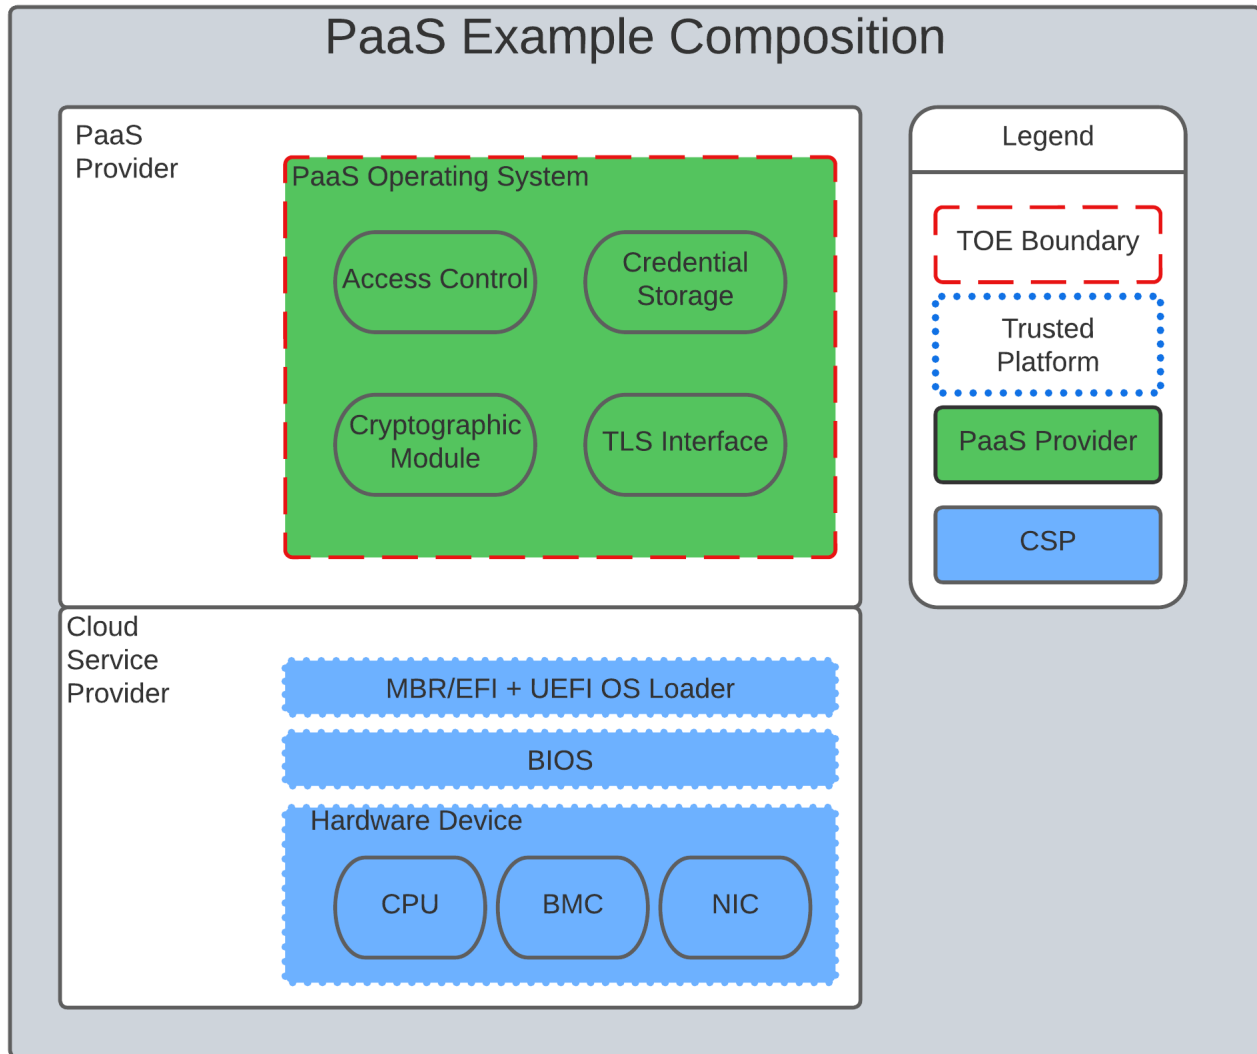 PaaS Example Composition
PaaS
Provider
PaaS Operating System
Access Control
Credential
Storage
Cryptographic
Module
TLS Interface
Cloud
Service
Provider
MBR/EFI + UEFI OS Loader
BIOS
Hardware Device
CPU
BMC
NIC
Legend
TOE Boundary
Trusted
Platform
PaaS Provider
CSP